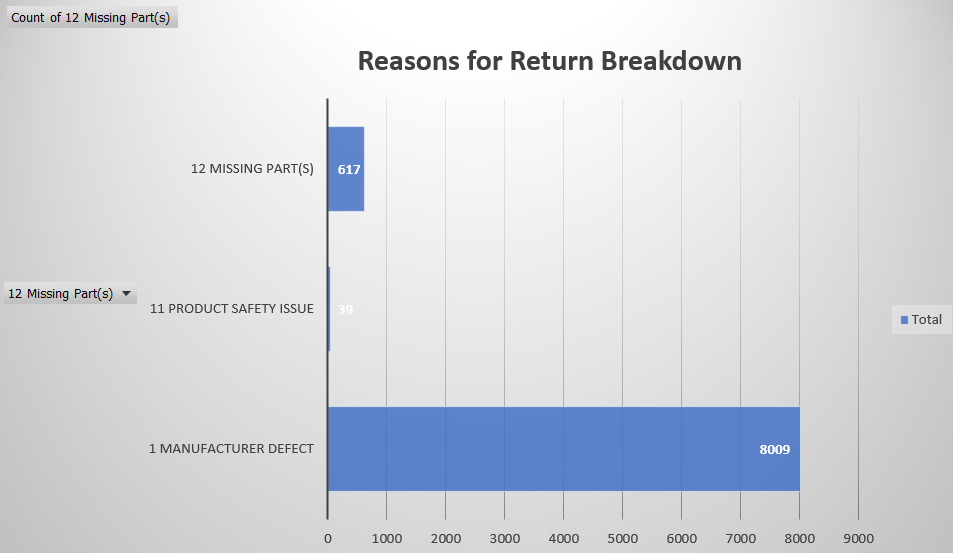 Count of 12 Missing Part(s)
Reasons for Return Breakdown
12 MISSING PART(S)
617
12 Missing Part(s)
11 PRODUCT SAFETY ISSUE
39
Total
1 MANUFACTURER DEFECT
8009
0 1000 2000 3000 4000 5000 6000 7000 8000 9000